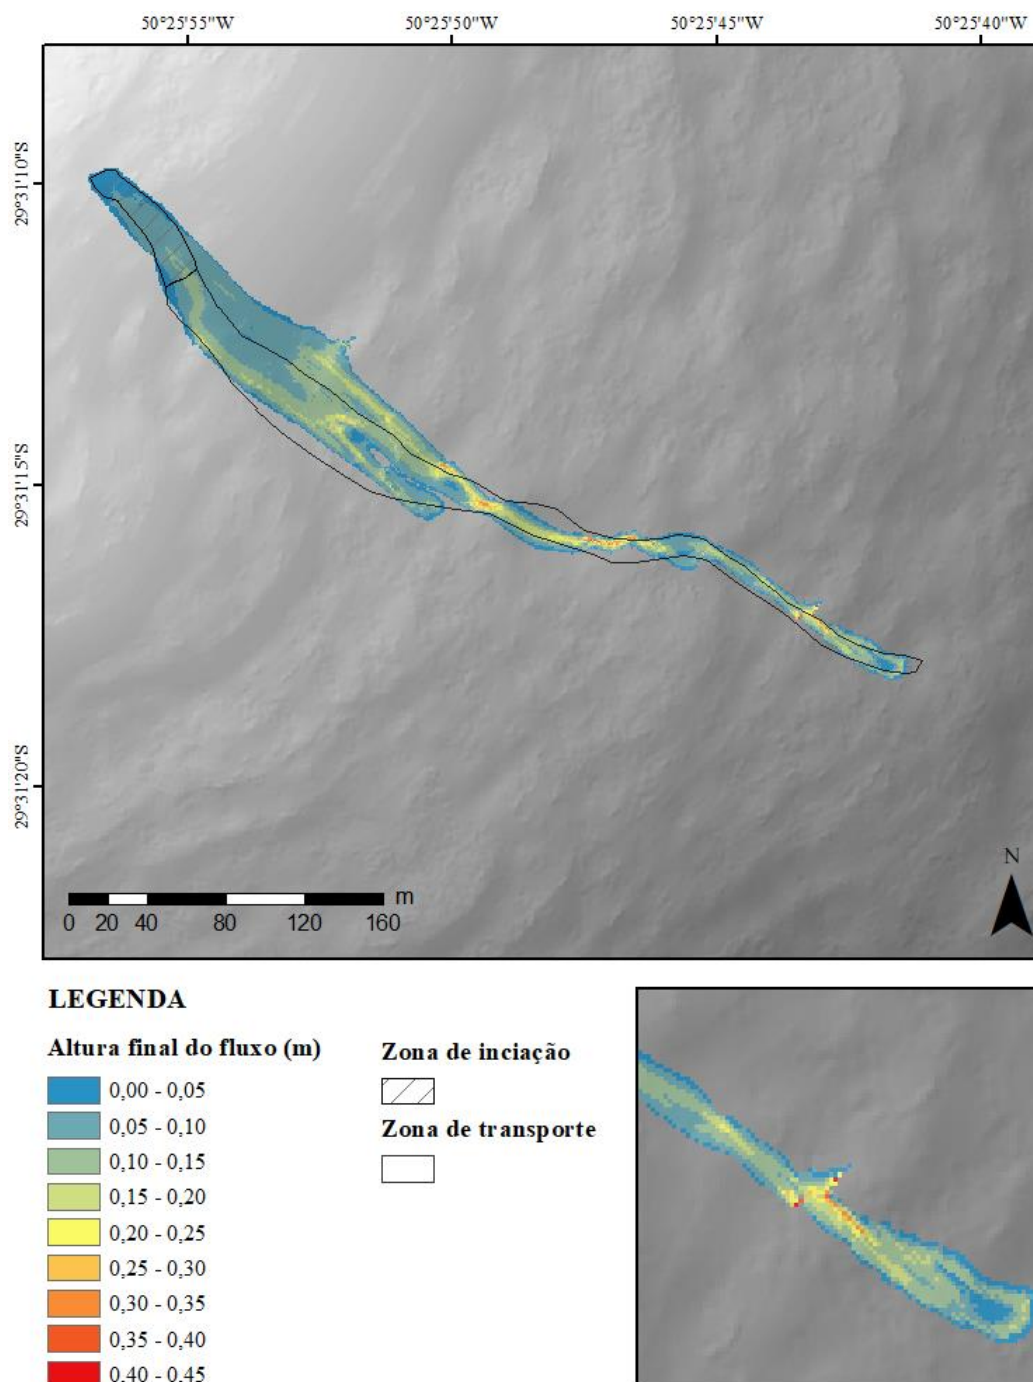 50°25'55"W 50°25'50"W 50°25'45"W 50°25'40"W
29°31'10"S
29°31'15"S
29°31'20"S
N
m
0 20 40 80 120 160
LEGENDA
Altura final do fluxo (m)
0,00 - 0,05
0,05 - 0,10
0,10 - 0,15
0,15 - 0,20
0,20 - 0,25
0,25 - 0,30
0,30 - 0,35
0,35 - 0,40
0,40 - 0,45
Zona de inciação
Zona de transporte